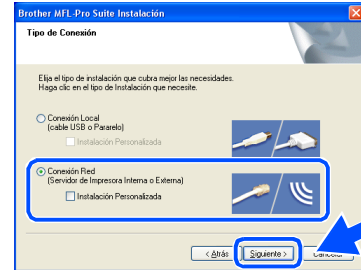 Brother MFL-Pro Suite Instalación
Tipo de Conexión
Elija el tipo de instalación que cubra mejor las necesidades.
Haga clic en el tipo de Instalación que necesite.
Conexión Local
(cable USB o Pararelo)
Instalación Personalizada
Conexión Red
(Servidor de Impresora Interna o Externa)
Instalación Personalizada
< Atrás Siguiente > Cancelar